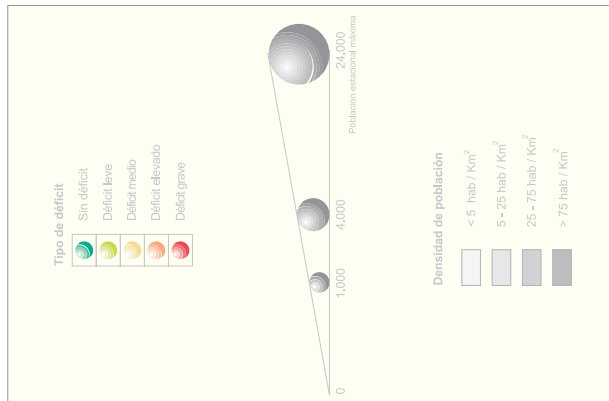 Tipo de déficit
Sin déficit
Déficit leve
Déficit medio
Déficit elevado
Déficit grave
0
1.000
4.000
24.000
Población estacional máxima
Densidad de población
< 5 hab / Km²
5 - 25 hab / Km²
25 - 75 hab / Km²
> 75 hab / Km²